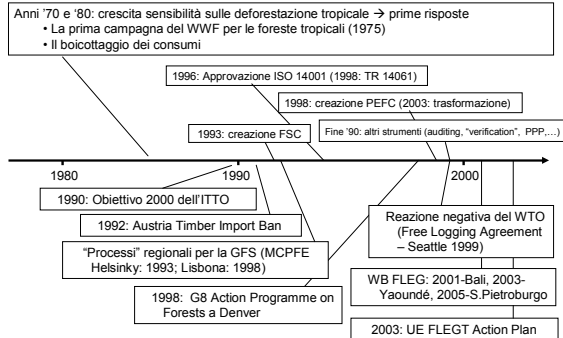 Anni '70 e '80: crescita sensibilità sulle deforestazione tropicale → prime risposte
• La prima campagna del WWF per le foreste tropicali (1975)
• Il boicottaggio dei consumi
1996: Approvazione ISO 14001 (1998: TR 14061)
1998: creazione PEFC (2003: trasformazione)
1993: creazione FSC
Fine '90: altri strumenti (auditing, "verification", PPP,...)
1980
1990
2000
1990: Obiettivo 2000 dell'ITTO
1992: Austria Timber Import Ban
"Processi" regionali per la GFS (MCPFE
Helsinky: 1993; Lisbona: 1998)
1998: G8 Action Programme on
Forests a Denver
Reazione negativa del WTO
(Free Logging Agreement
– Seattle 1999)
WB FLEG: 2001-Bali, 2003-
Yaoundé, 2005-S.Pietroburgo
2003: UE FLEGT Action Plan